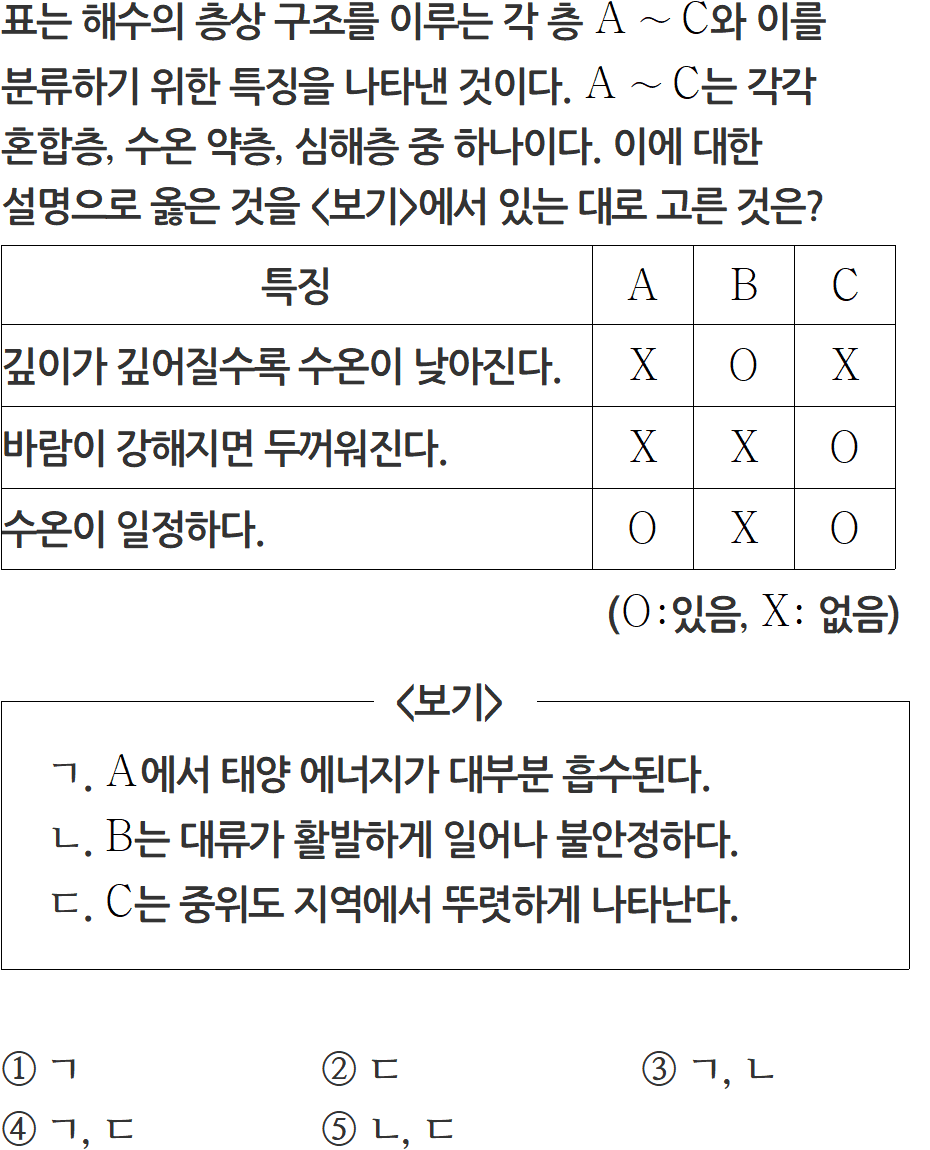 표는 해수의 층상 구조를 이루는 각 층 A ~ C와 이를
분류하기 위한 특징을 나타낸 것이다. A ~ C는 각각
혼합층, 수온 약층, 심해층 중 하나이다. 이에 대한
설명으로 옳은 것을 <보기>에서 있는 대로 고른 것은?
특징 A B C
깊이가 깊어질수록 수온이 낮아진다. X O X
바람이 강해지면 두꺼워진다. X X O
수온이 일정하다. O X O
(O:있음, X: 없음)
<보기>
ㄱ. A에서 태양 에너지가 대부분 흡수된다.
ㄴ. B는 대류가 활발하게 일어나 불안정하다.
ㄷ. C는 중위도 지역에서 뚜렷하게 나타난다.
① ㄱ ② ㄷ ③ ㄱ, ㄴ
④ ㄱ, ㄷ ⑤ ㄴ, ㄷ